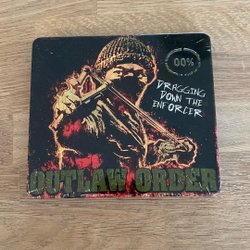 DRAGGING
DOWN THE
ENFORCER
00%
OUTLAW ORDER